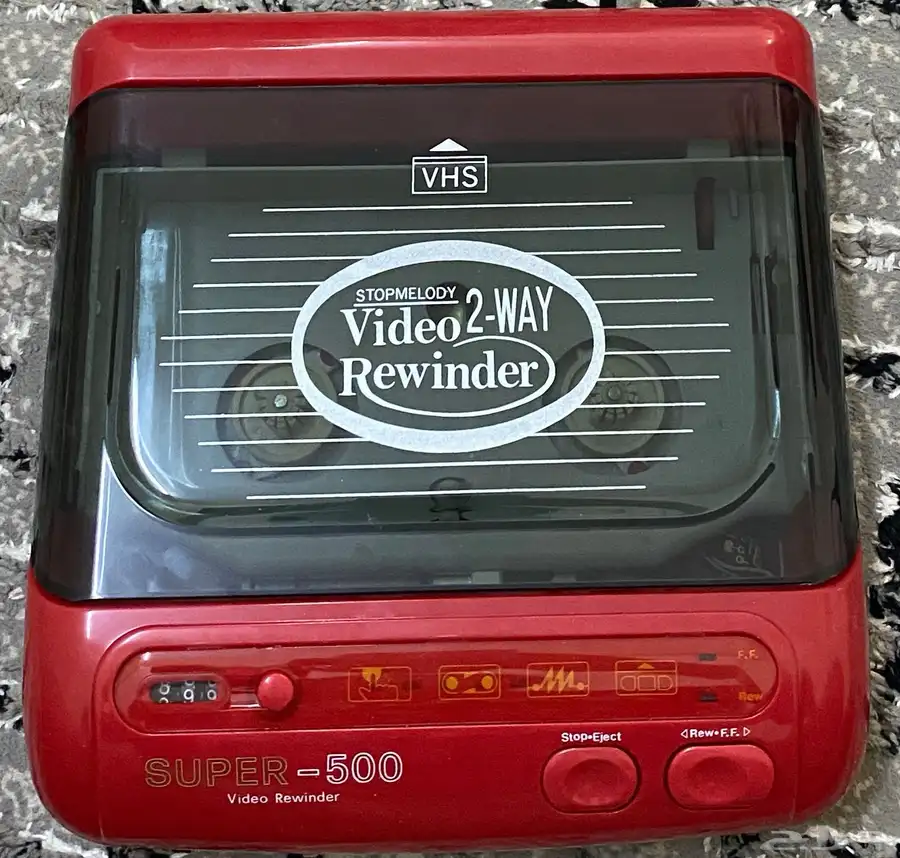 VHS
STOPMELODY
Video 2-WAY
Rewinder
F.F.
Rew
Stop•Eject
◁Rew•F.F.▷
SUPER-500
Video Rewinder